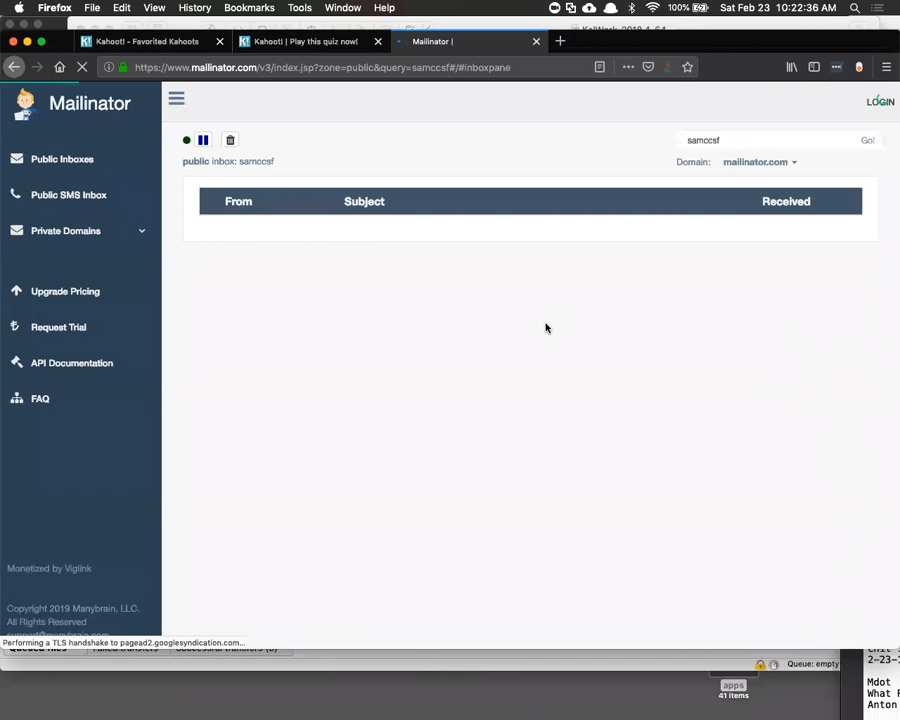 Firefox File Edit View History Bookmarks Tools Window Help 100% Sat Feb 23 10:22:36 AM
Kahoot! - Favorited Kahoots Kahoot! | Play this quiz now! Mailinator |
https://www.mailinator.com/v3/index.jsp?zone=public&query=samccsf#/#inboxpane
Mailinator
LOGIN
samccsf Go!
public inbox: samccsf Domain: mailinator.com
From Subject Received
Public Inboxes
Public SMS Inbox
Private Domains
Upgrade Pricing
Request Trial
API Documentation
FAQ
Monetized by Viglink
Copyright 2019 Manybrain, LLC.
All Rights Reserved
Performing a TLS handshake to pagead2.googlesyndication.com...
Queue: empty
apps
41 items
2-23-1
Mdot
What
Anton